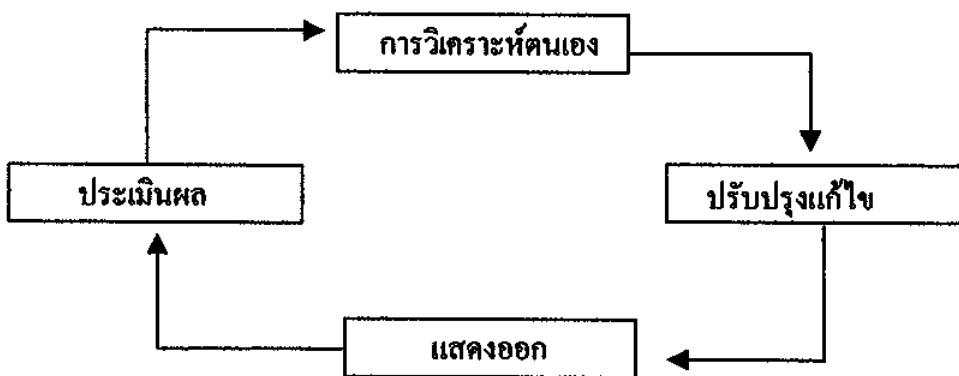 การวิเคราะห์ตนเอง
ประเมินผล
ปรับปรุงแก้ไข
แสดงออก